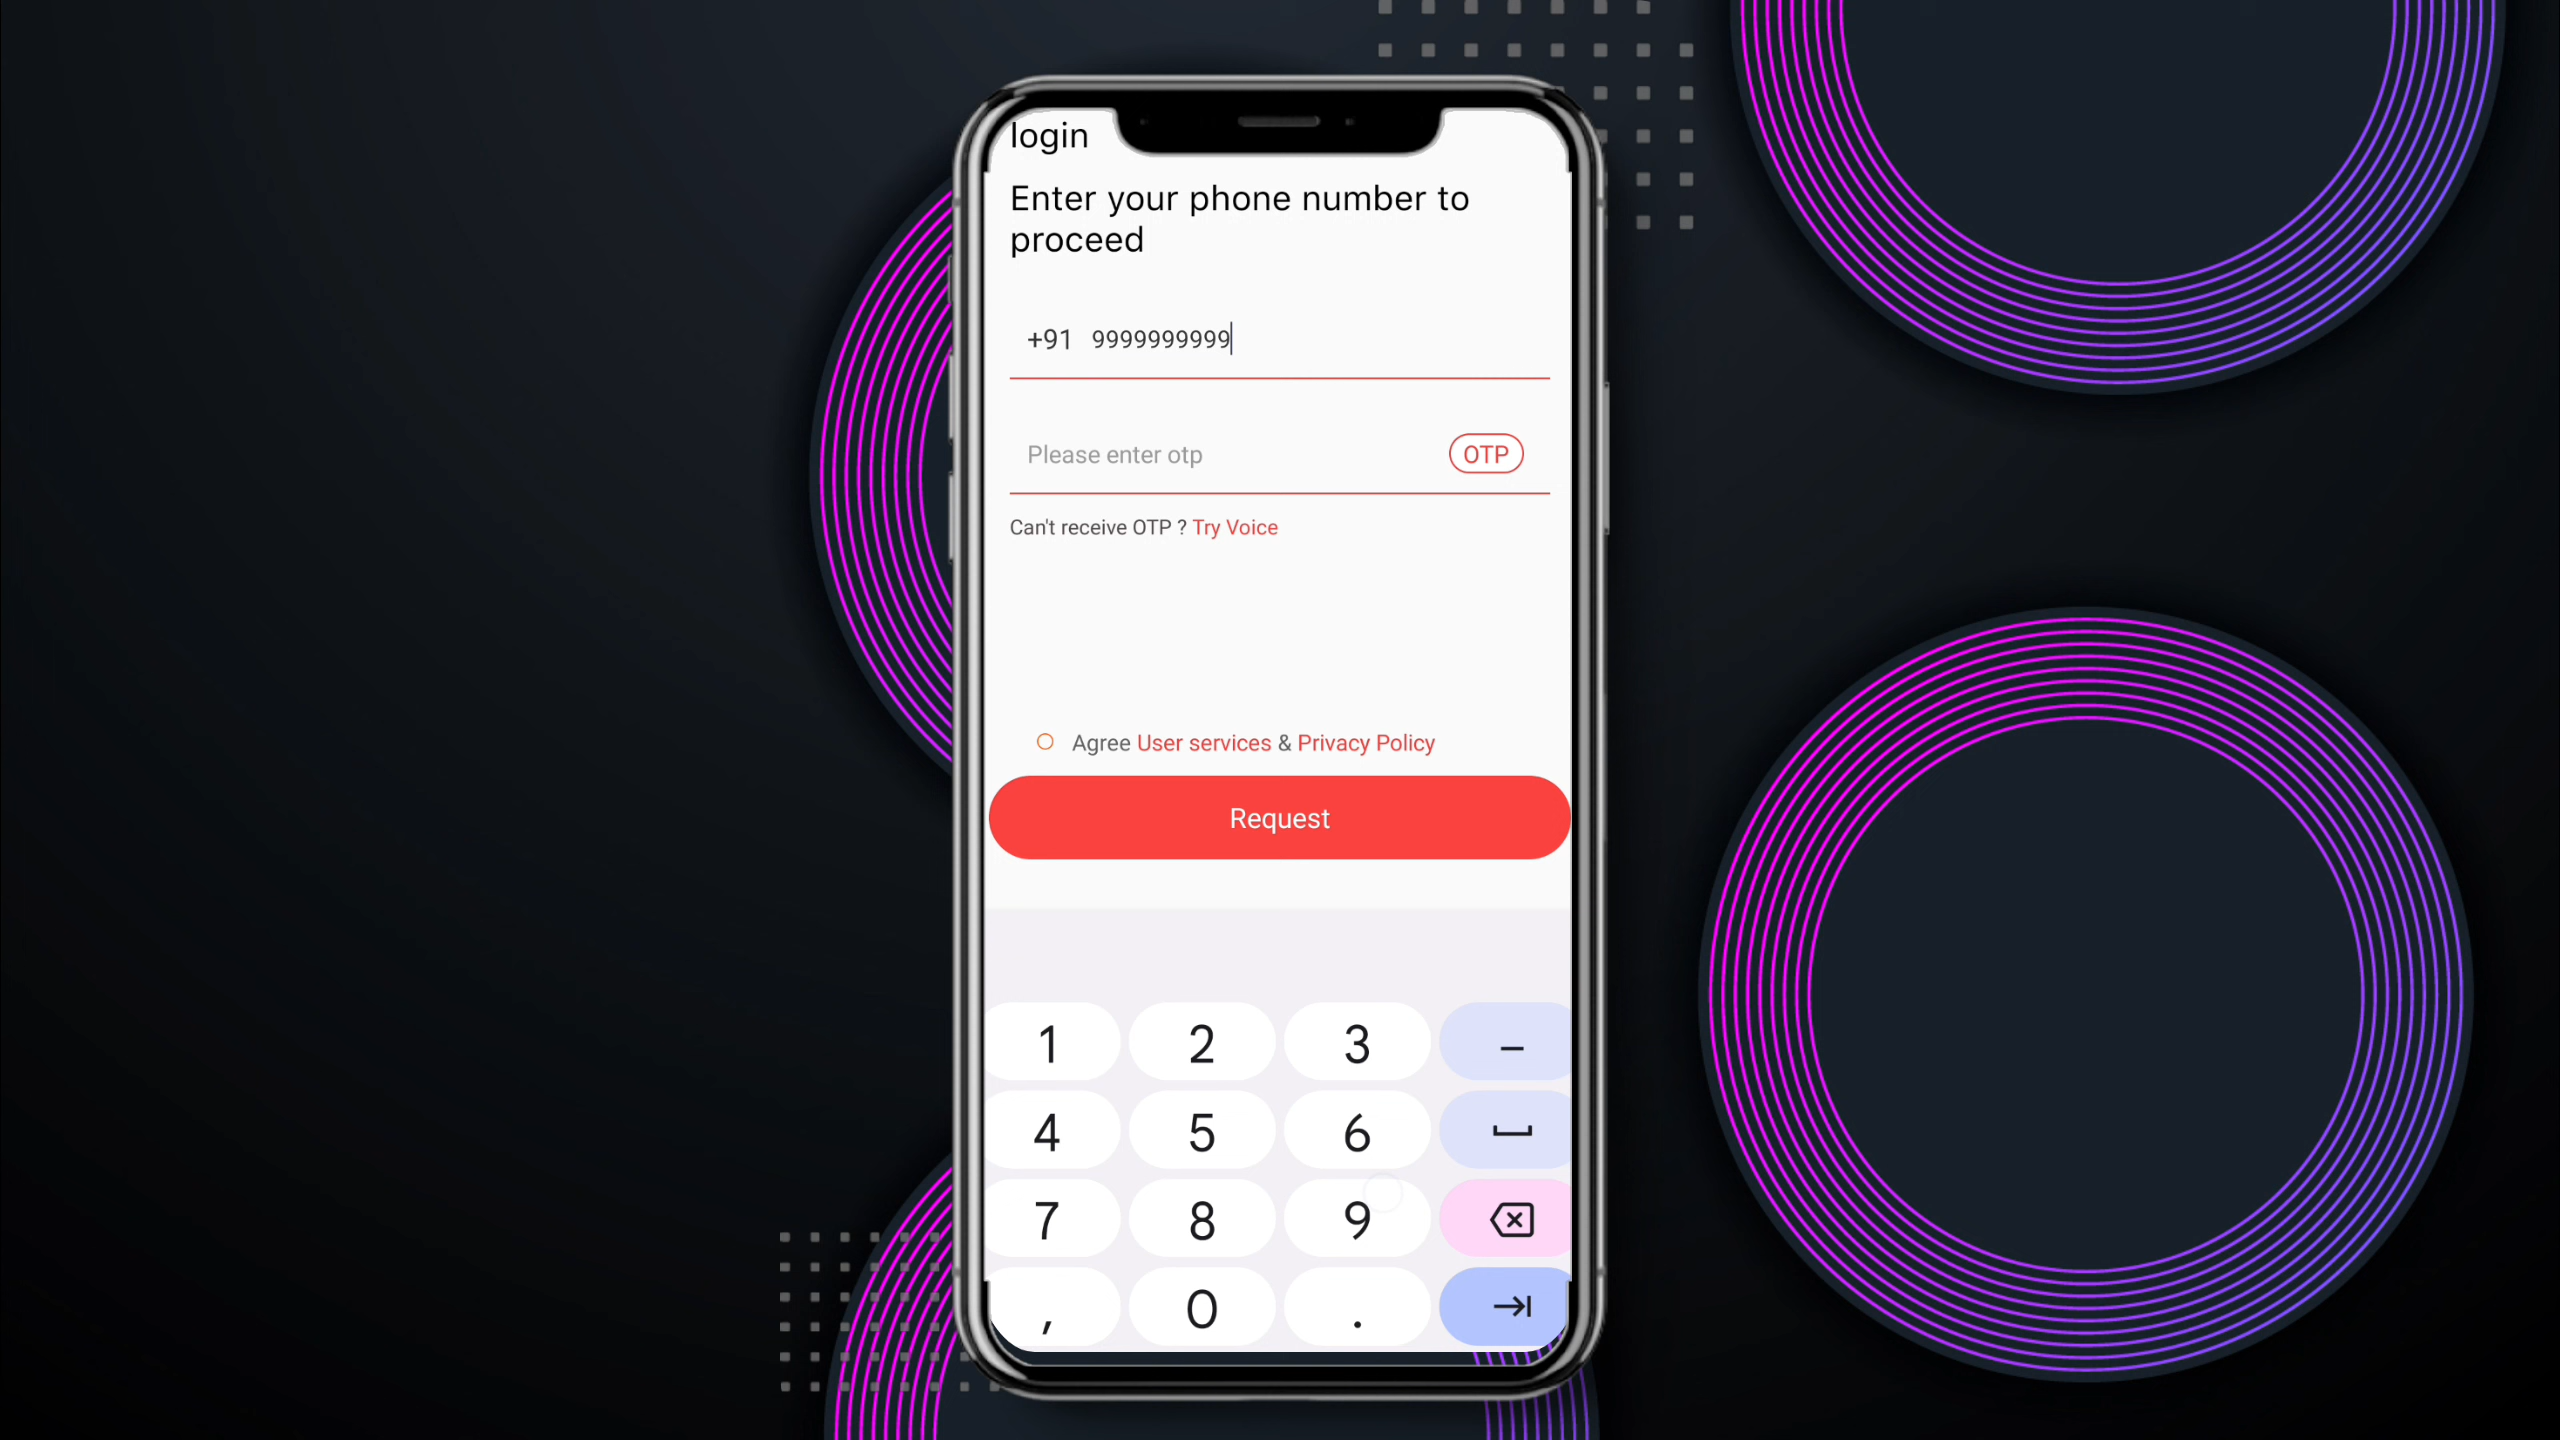 login
Enter your phone number to
proceed
+91 9999999999
Please enter otp OTP
Can't receive OTP ? Try Voice
Agree User services & Privacy Policy
Request
1 2 3 –
4 5 6
7 8 9
, 0 .